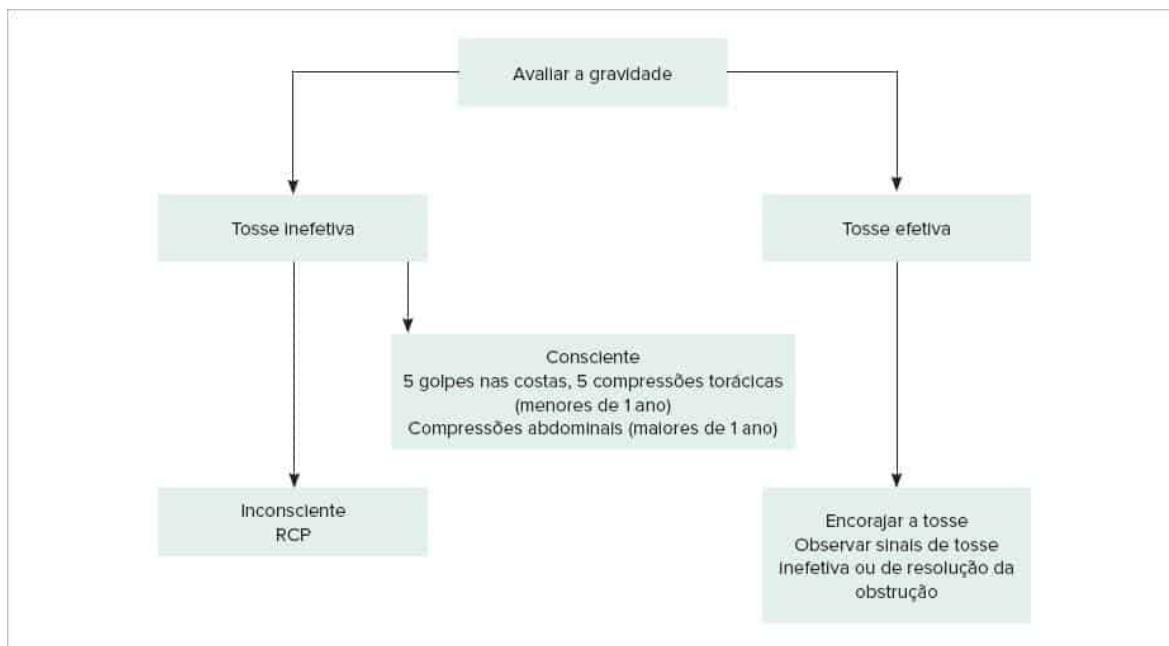 Avaliar a gravidade
Tosse inefetiva
Tosse efetiva
Consciente
5 golpes nas costas, 5 compressões torácicas
(menores de 1 ano)
Compressões abdominais (maiores de 1 ano)
Inconsciente
RCP
Encorajar a tosse
Observar sinais de tosse
inefetiva ou de resolução da
obstrução